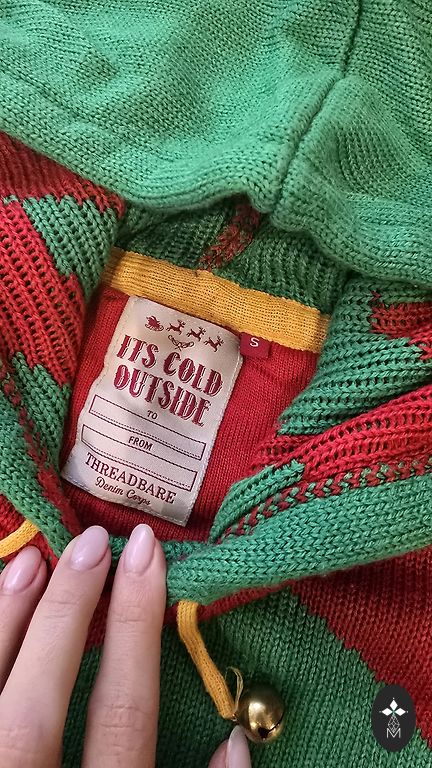 ITS COLD
OUTSIDE
TO
FROM
THREADBARE
Denim Corps
S
M